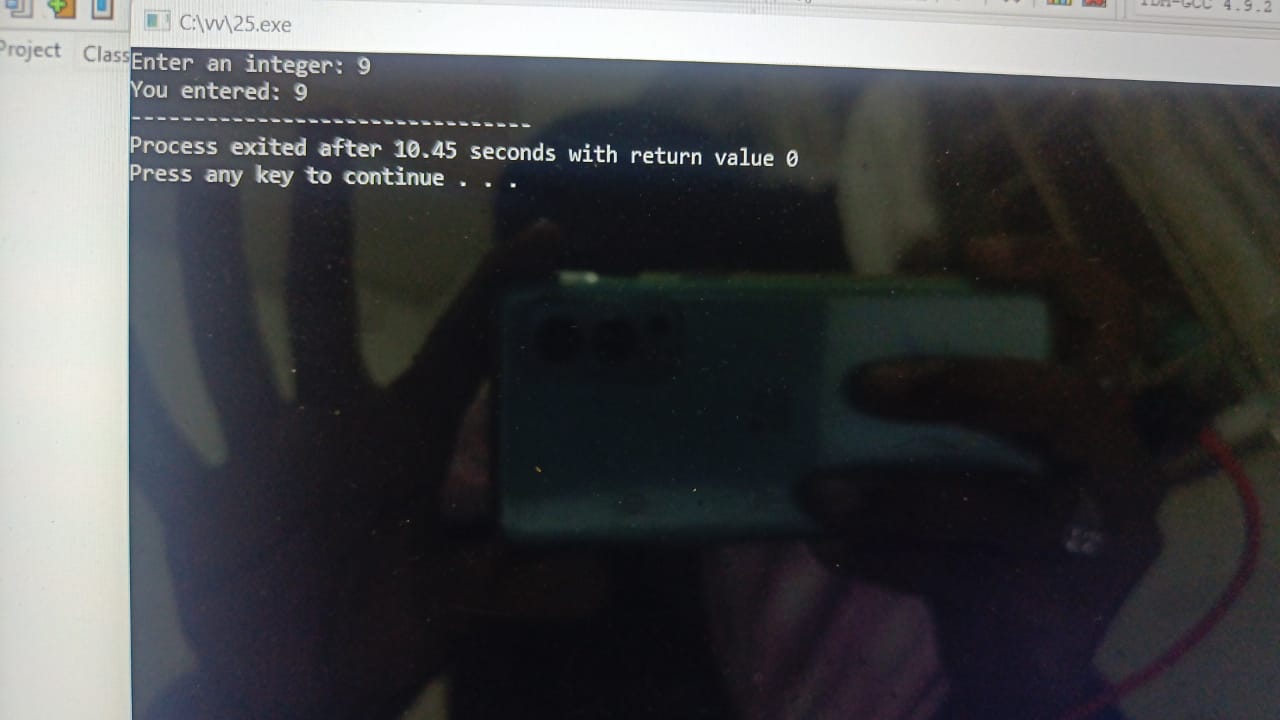 C:\vv\25.exe
TDM-GCC 4.9.2
Project Class
Enter an integer: 9
You entered: 9
--------------------------------
Process exited after 10.45 seconds with return value 0
Press any key to continue . . .